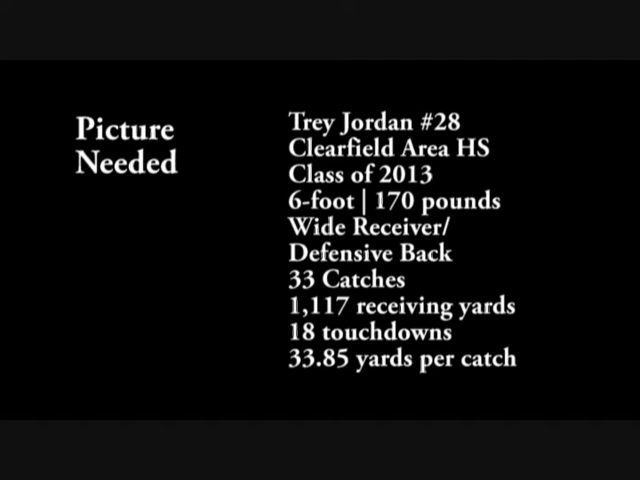 Picture
Needed
Trey Jordan #28
Clearfield Area HS
Class of 2013
6-foot | 170 pounds
Wide Receiver/
Defensive Back
33 Catches
1,117 receiving yards
18 touchdowns
33.85 yards per catch